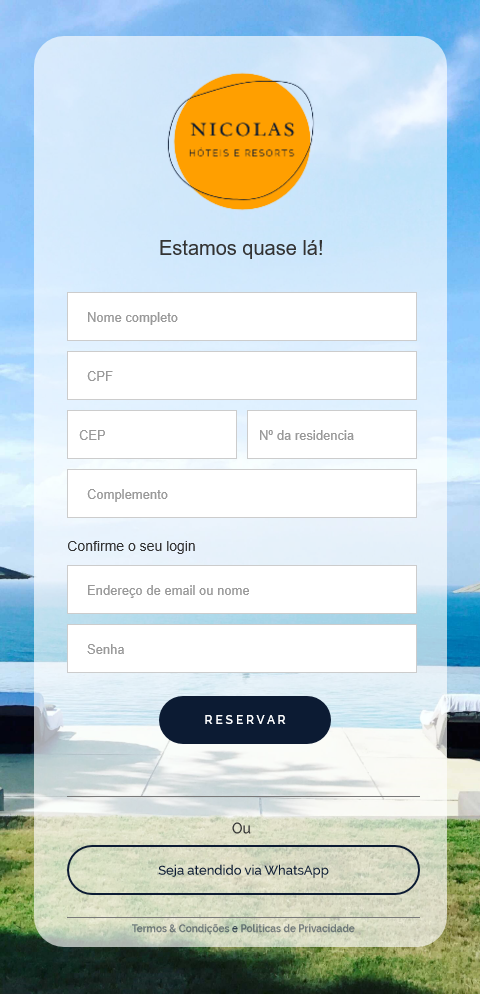 NICOLAS
HÓTEIS E RESORTS
Estamos quase lá!
Nome completo
CPF
CEP
Nº da residencia
Complemento
Confirme o seu login
Endereço de email ou nome
Senha
RESERVAR
Ou
Seja atendido via WhatsApp
Termos & Condições e Politicas de Privacidade